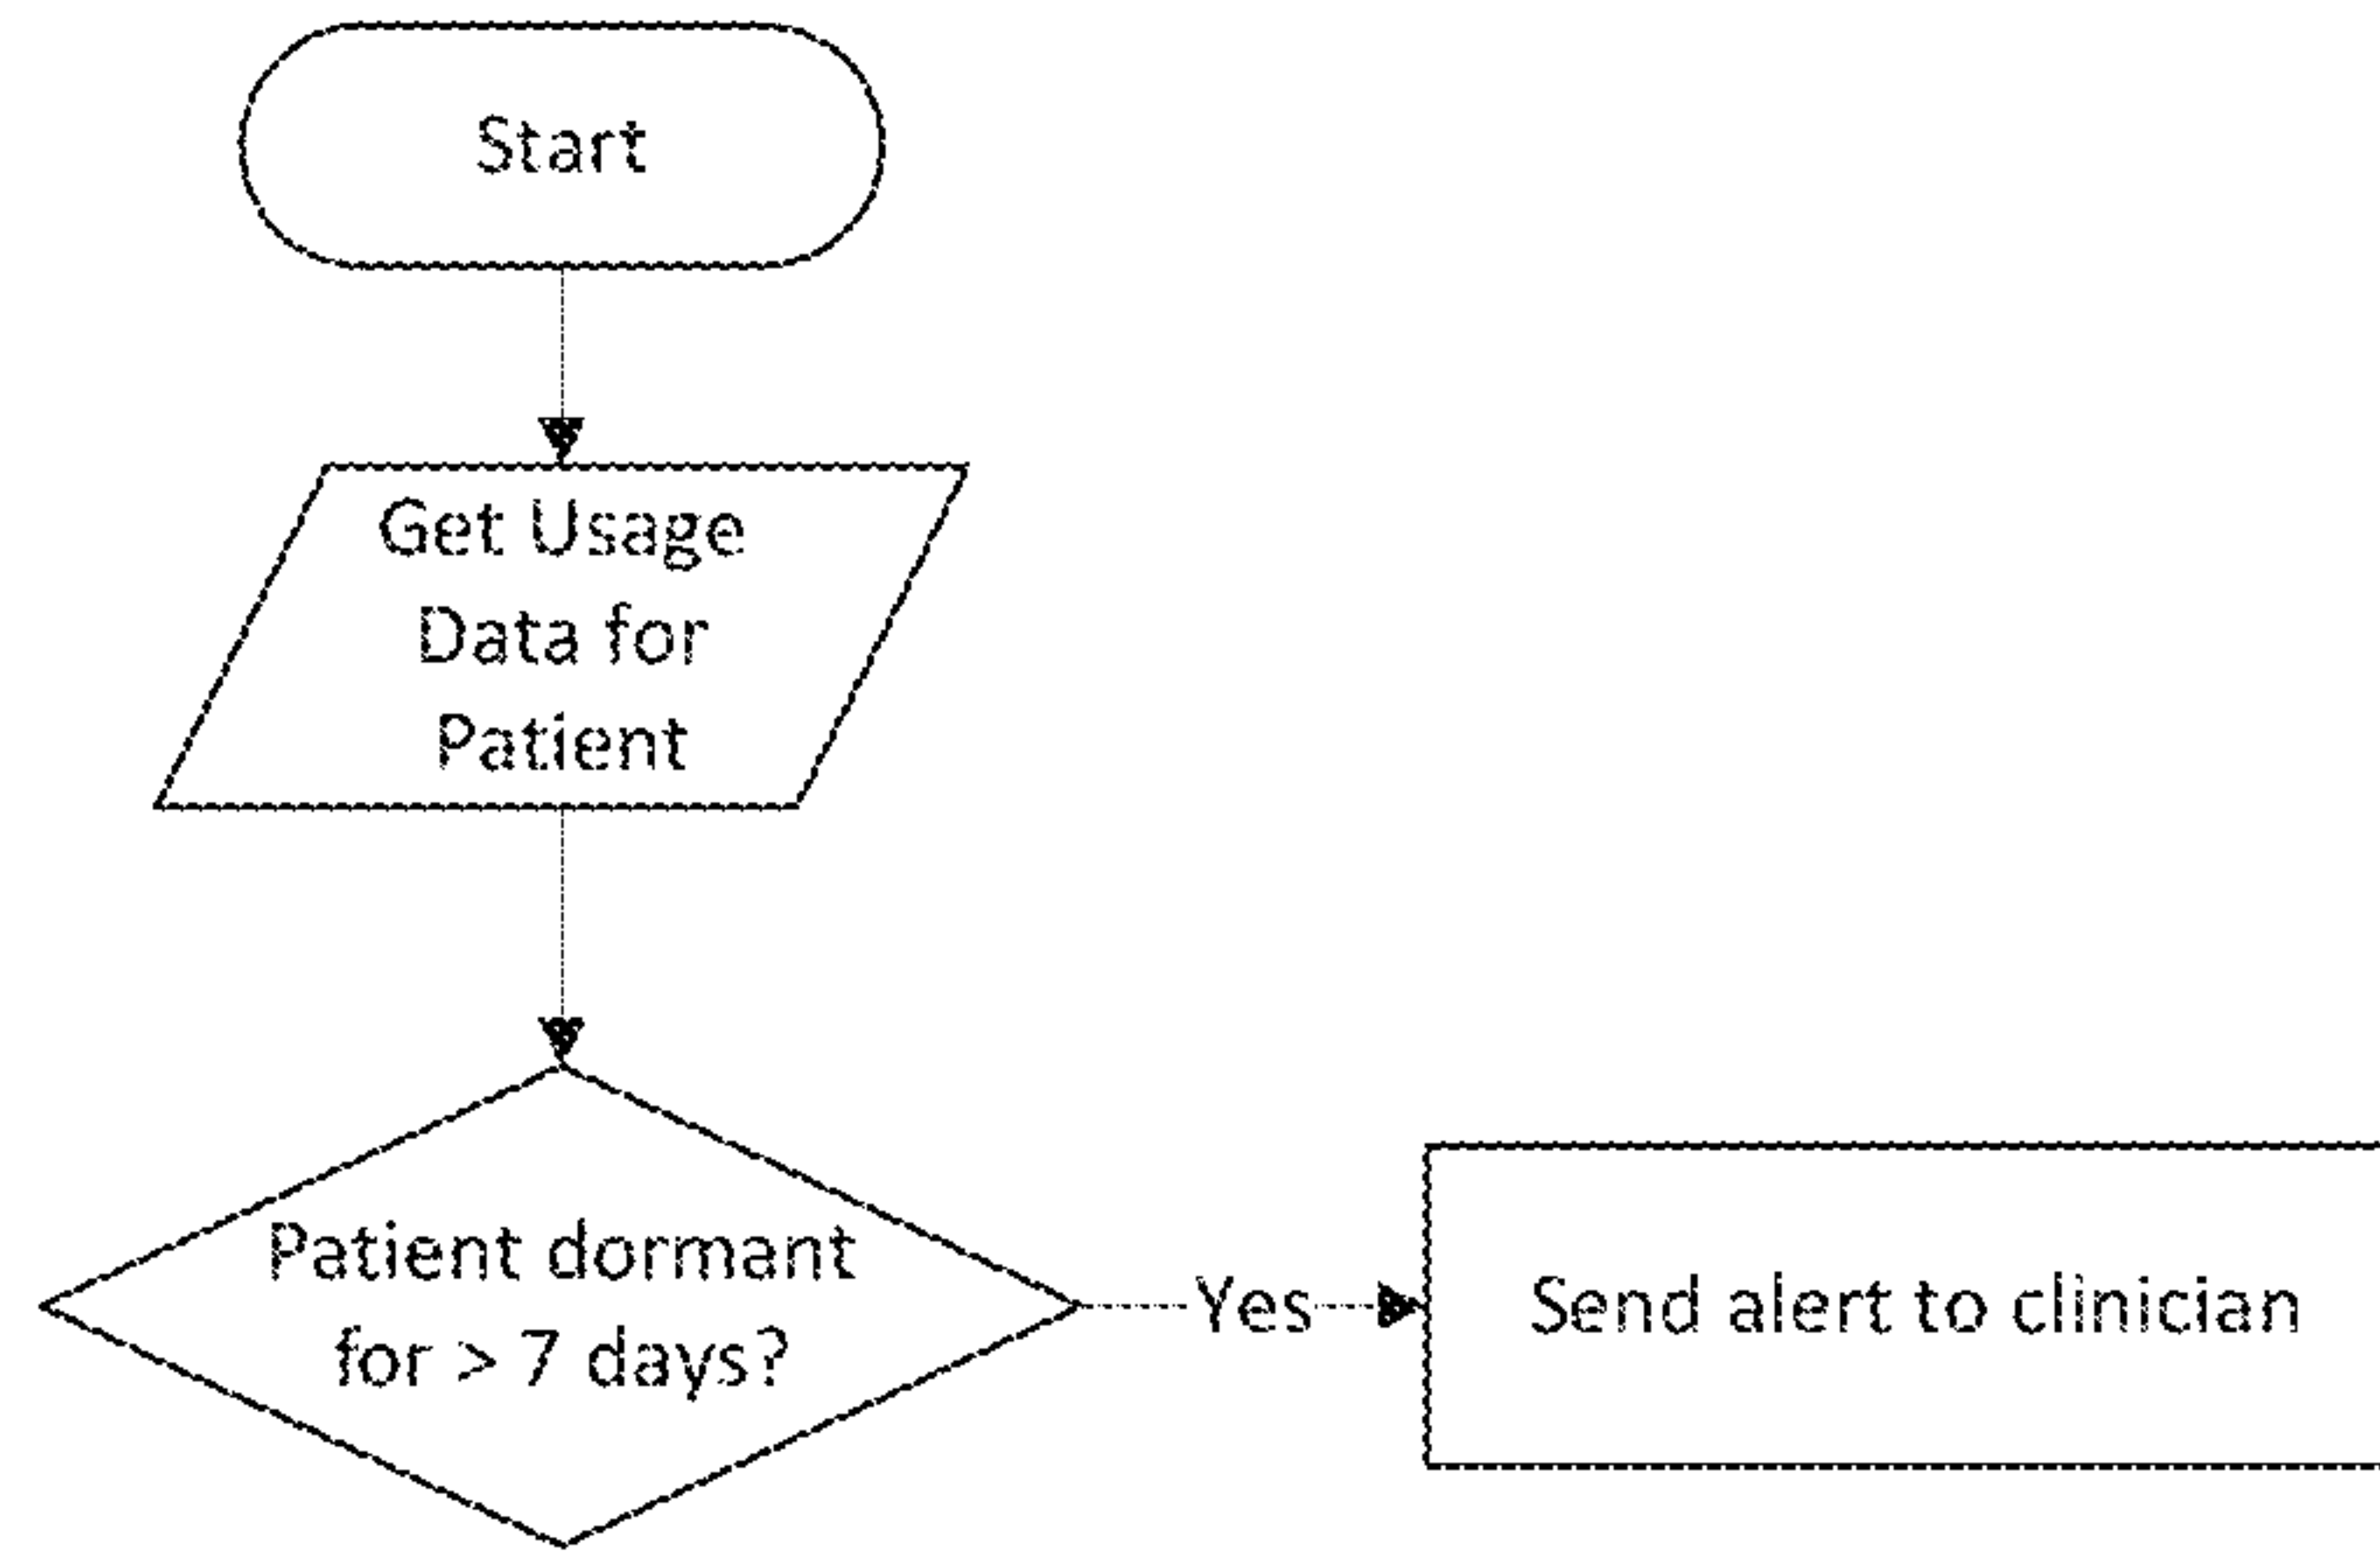 Start
Get Usage
Data for
Patient
Patient dormant
for > 7 days?
Yes
Send alert to clinician